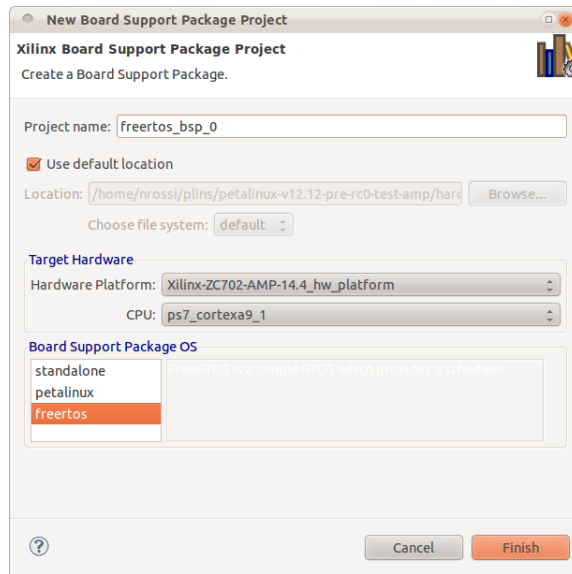 New Board Support Package Project
Xilinx Board Support Package Project
Create a Board Support Package.
Project name: freertos_bsp_0
Use default location
Location: /home/nrossi/plins/petalinux-v12.12-pre-rc0-test-amp/hard Browse...
Choose file system: default
Target Hardware
Hardware Platform: Xilinx-ZC702-AMP-14.4_hw_platform
CPU: ps7_cortexa9_1
Board Support Package OS
standalone FreeRTOS is a simple RTOS which provides a scheduler
petalinux
freertos
? Cancel Finish